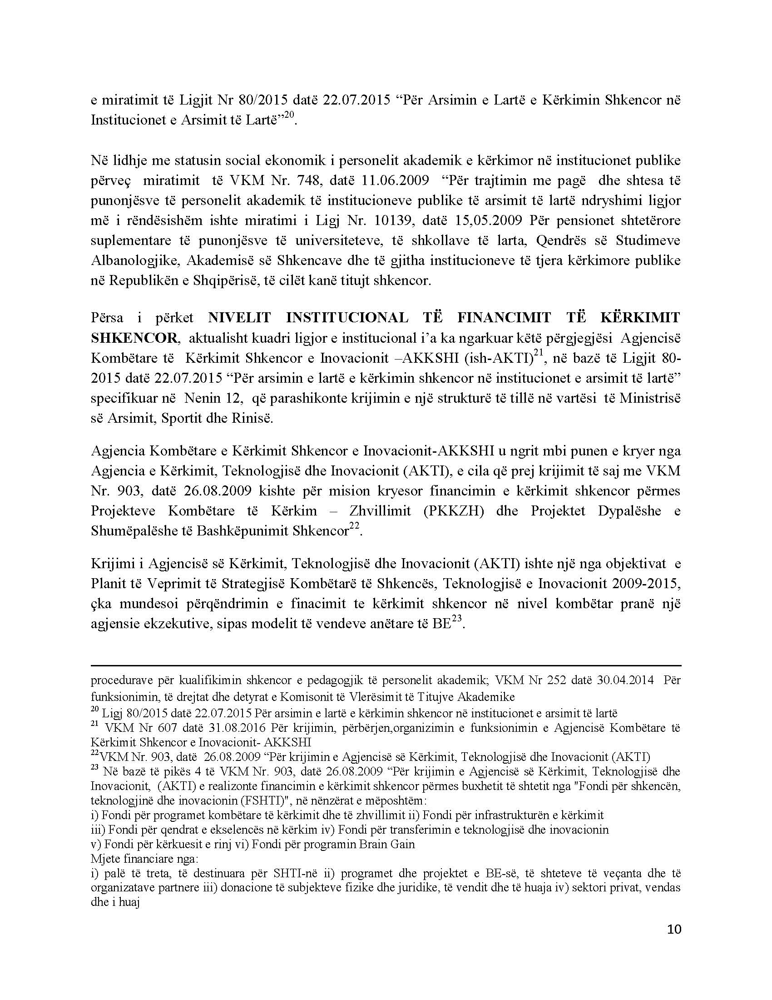 e miratimit të Ligjit Nr 80/2015 datë 22.07.2015 “Për Arsimin e Lartë e Kërkimin Shkencor në
Institucionet e Arsimit të Lartë”20.
Në lidhje me statusin social ekonomik i personelit akademik e kërkimor në institucionet publike
përveç miratimit të VKM Nr. 748, datë 11.06.2009 “Për trajtimin me pagë dhe shtesa të
punonjësve të personelit akademik të institucioneve publike të arsimit të lartë ndryshimi ligjor
më i rëndësishëm ishte miratimi i Ligj Nr. 10139, datë 15,05.2009 Për pensionet shtetërore
suplementare të punonjësve të universiteteve, të shkollave të larta, Qendrës së Studimeve
Albanologjike, Akademisë së Shkencave dhe të gjitha institucioneve të tjera kërkimore publike
në Republikën e Shqipërisë, të cilët kanë titujt shkencor.
Përsa i përket NIVELIT INSTITUCIONAL TË FINANCIMIT TË KËRKIMIT
SHKENCOR, aktualisht kuadri ligjor e institucional i’a ka ngarkuar këtë përgjegjësi Agjencisë
Kombëtare të Kërkimit Shkencor e Inovacionit –AKKSHI (ish-AKTI)21, në bazë të Ligjit 80-
2015 datë 22.07.2015 “Për arsimin e lartë e kërkimin shkencor në institucionet e arsimit të lartë”
specifikuar në Nenin 12, që parashikonte krijimin e një strukturë të tillë në vartësi të Ministrisë
së Arsimit, Sportit dhe Rinisë.
Agjencia Kombëtare e Kërkimit Shkencor e Inovacionit-AKKSHI u ngrit mbi punen e kryer nga
Agjencia e Kërkimit, Teknologjisë dhe Inovacionit (AKTI), e cila që prej krijimit të saj me VKM
Nr. 903, datë 26.08.2009 kishte për mision kryesor financimin e kërkimit shkencor përmes
Projekteve Kombëtare të Kërkim – Zhvillimit (PKKZH) dhe Projektet Dypalëshe e
Shumëpalëshe të Bashkëpunimit Shkencor22.
Krijimi i Agjencisë së Kërkimit, Teknologjisë dhe Inovacionit (AKTI) ishte një nga objektivat e
Planit të Veprimit të Strategjisë Kombëtarë të Shkencës, Teknologjisë e Inovacionit 2009-2015,
çka mundesoi përqëndrimin e finacimit te kërkimit shkencor në nivel kombëtar pranë një
agjensie ekzekutive, sipas modelit të vendeve anëtare të BE23.
procedurave për kualifikimin shkencor e pedagogjik të personelit akademik; VKM Nr 252 datë 30.04.2014 Për
funksionimin, të drejtat dhe detyrat e Komisonit të Vlerësimit të Titujve Akademike
20 Ligj 80/2015 datë 22.07.2015 Për arsimin e lartë e kërkimin shkencor në institucionet e arsimit të lartë
21 VKM Nr 607 datë 31.08.2016 Për krijimin, përbërjen,organizimin e funksionimin e Agjencisë Kombëtare të
Kërkimit Shkencor e Inovacionit- AKKSHI
22VKM Nr. 903, datë 26.08.2009 “Për krijimin e Agjencisë së Kërkimit, Teknologjisë dhe Inovacionit (AKTI)
23 Në bazë të pikës 4 të VKM Nr. 903, datë 26.08.2009 “Për krijimin e Agjencisë së Kërkimit, Teknologjisë dhe
Inovacionit, (AKTI) e realizonte financimin e kërkimit shkencor përmes buxhetit të shtetit nga "Fondi për shkencën,
teknologjinë dhe inovacionin (FSHTI)", në nënzërat e mëposhtëm:
i) Fondi për programet kombëtare të kërkimit dhe të zhvillimit ii) Fondi për infrastrukturën e kërkimit
iii) Fondi për qendrat e ekselencës në kërkim iv) Fondi për transferimin e teknologjisë dhe inovacionin
v) Fondi për kërkuesit e rinj vi) Fondi për programin Brain Gain
Mjete financiare nga:
i) palë të treta, të destinuara për SHTI-në ii) programet dhe projektet e BE-së, të shteteve të veçanta dhe të
organizatave partnere iii) donacione të subjekteve fizike dhe juridike, të vendit dhe të huaja iv) sektori privat, vendas
dhe i huaj
10